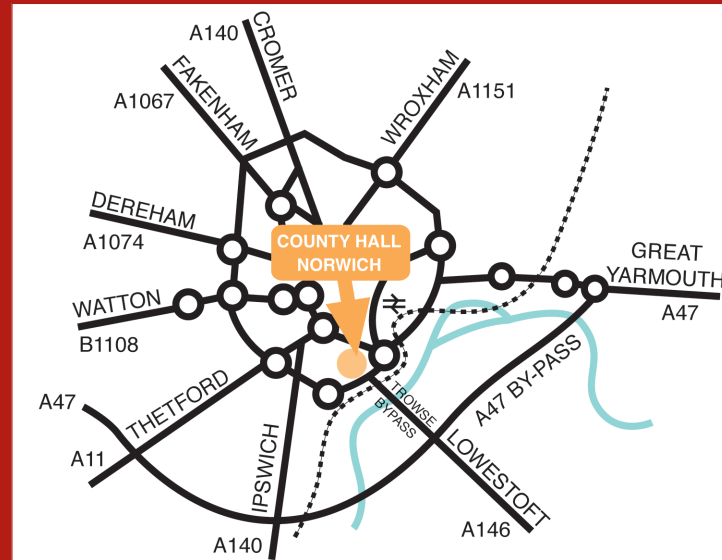 A140
CROMER
FAKENHAM
A1067
WROXHAM
A1151
DEREHAM
A1074
COUNTY HALL
NORWICH
GREAT
YARMOUTH
A47
WATTON
B1108
A47
THETFORD
A11
IPSWICH
A140
TROWSE
BYPASS
A47 BY-PASS
LOWESTOFT
A146